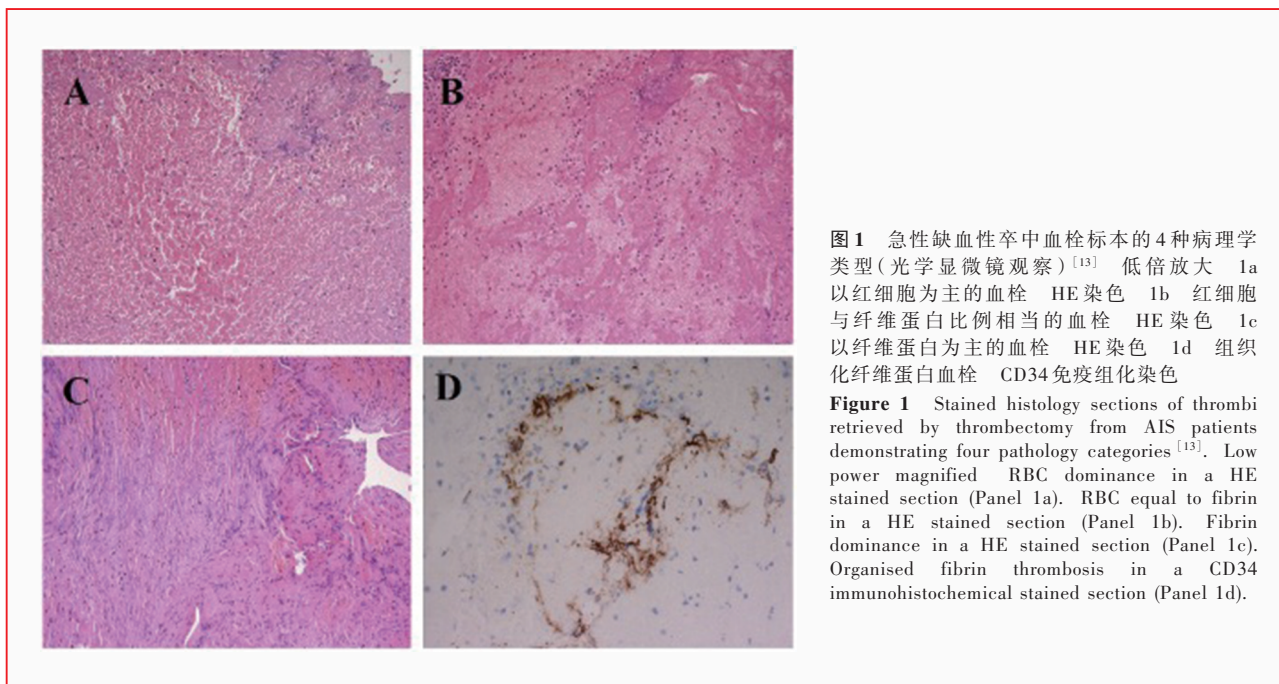 A
B
C
D
图1 急性缺血性卒中血栓标本的4种病理学
类型(光学显微镜观察)[13] 低倍放大 1a
以红细胞为主的血栓 HE染色 1b 红细胞
与纤维蛋白比例相当的血栓 HE染色 1c
以纤维蛋白为主的血栓 HE染色 1d 组织
化纤维蛋白血栓 CD34免疫组化染色
Figure 1 Stained histology sections of thrombi
retrieved by thrombectomy from AIS patients
demonstrating four pathology categories [13]. Low
power magnified RBC dominance in a HE
stained section (Panel 1a). RBC equal to fibrin
in a HE stained section (Panel 1b). Fibrin
dominance in a HE stained section (Panel 1c).
Organised fibrin thrombosis in a CD34
immunohistochemical stained section (Panel 1d).